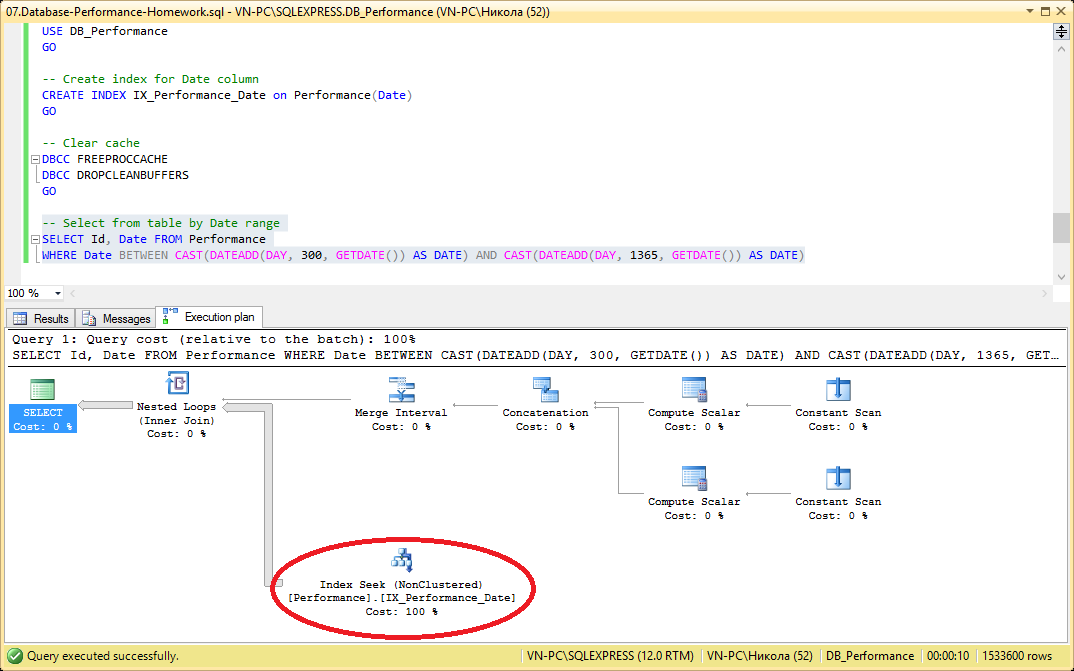 07.Database-Performance-Homework.sql - VN-PC\SQLEXPRESS.DB_Performance (VN-PC\Никола (52))
USE DB_Performance
GO
-- Create index for Date column
CREATE INDEX IX_Performance_Date on Performance(Date)
GO
-- Clear cache
DBCC FREEPROCCACHE
DBCC DROPCLEANBUFFERS
GO
-- Select from table by Date range
SELECT Id, Date FROM Performance
WHERE Date BETWEEN CAST(DATEADD(DAY, 300, GETDATE()) AS DATE) AND CAST(DATEADD(DAY, 1365, GETDATE()) AS DATE)
100 %
Results Messages Execution plan
Query 1: Query cost (relative to the batch): 100%
SELECT Id, Date FROM Performance WHERE Date BETWEEN CAST(DATEADD(DAY, 300, GETDATE()) AS DATE) AND CAST(DATEADD(DAY, 1365, GET…
SELECT
Cost: 0 %
Nested Loops
(Inner Join)
Cost: 0 %
Merge Interval
Cost: 0 %
Concatenation
Cost: 0 %
Compute Scalar
Cost: 0 %
Constant Scan
Cost: 0 %
Compute Scalar
Cost: 0 %
Constant Scan
Cost: 0 %
Index Seek (NonClustered)
[Performance].[IX_Performance_Date]
Cost: 100 %
Query executed successfully. VN-PC\SQLEXPRESS (12.0 RTM) VN-PC\Никола (52) DB_Performance 00:00:10 1533600 rows